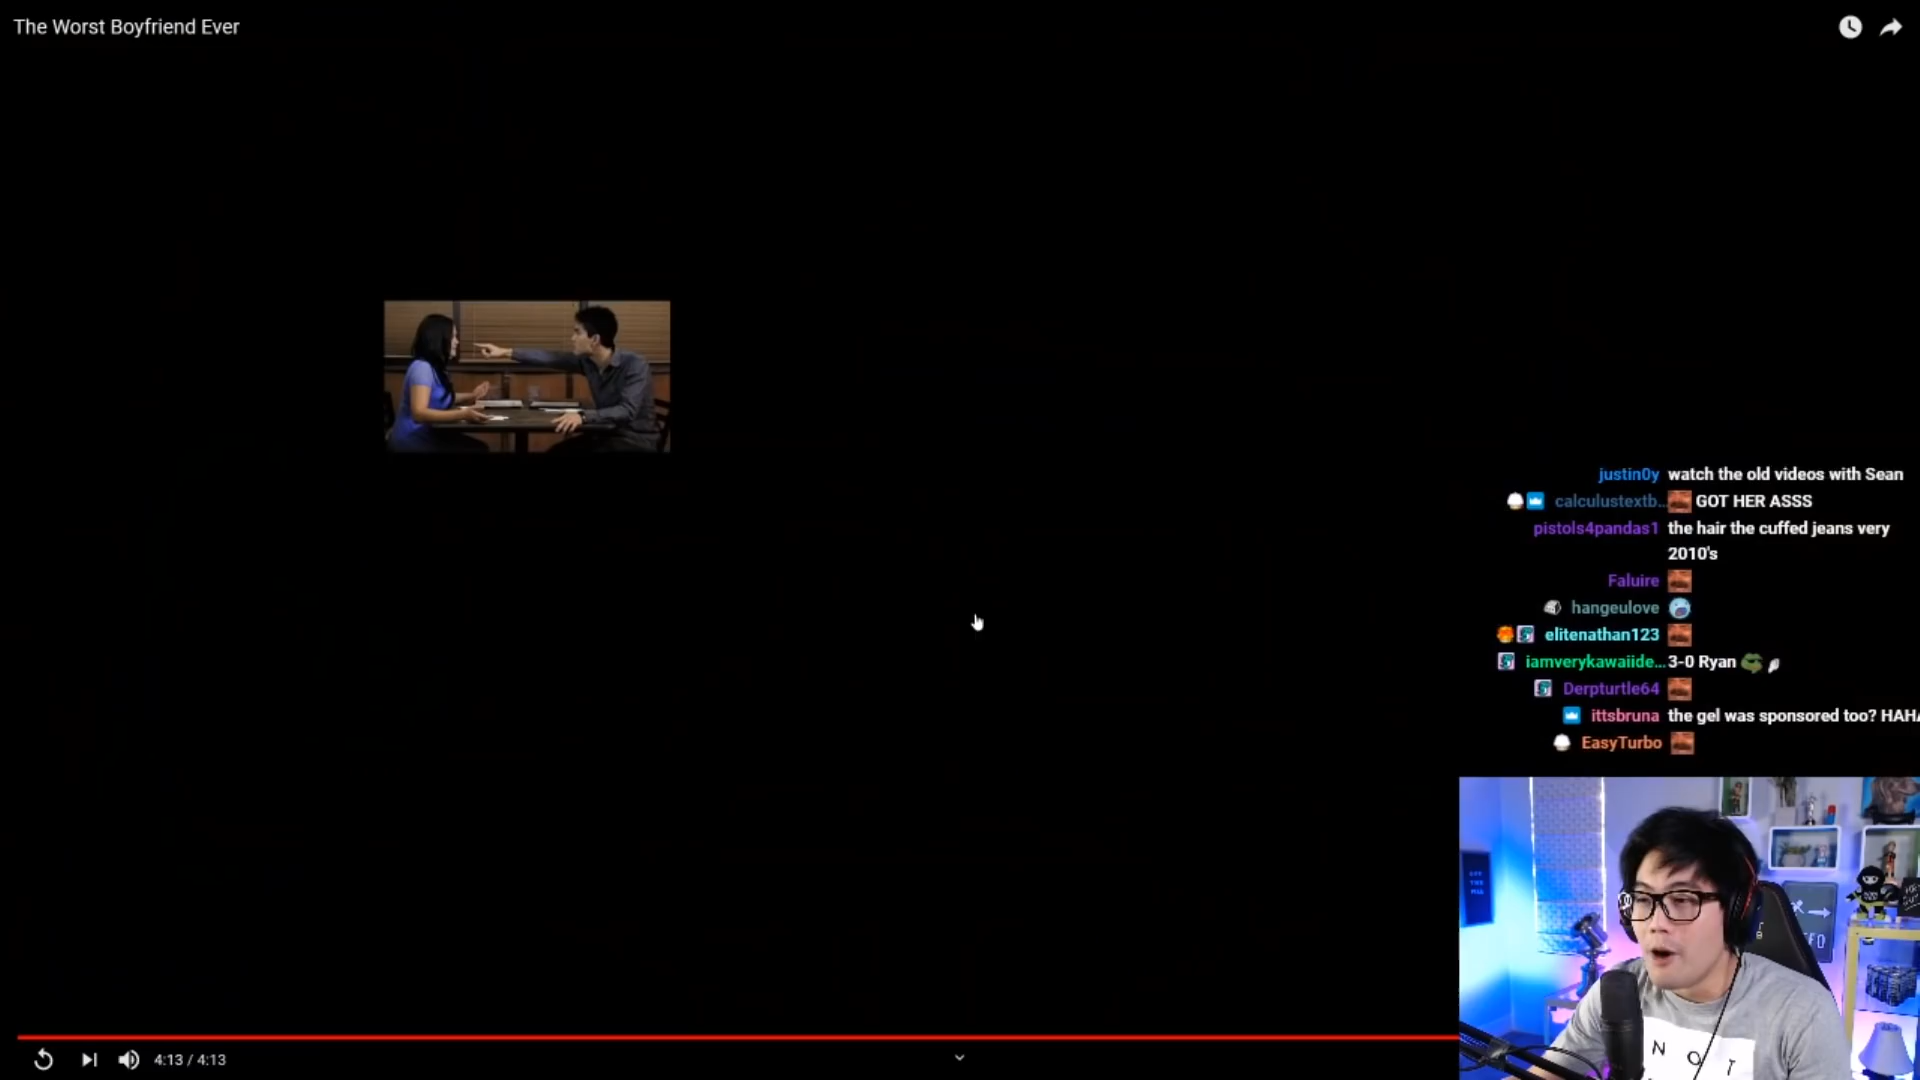 The Worst Boyfriend Ever
justin0y watch the old videos with Sean
calculustextb... GOT HER ASSS
pistols4pandas1 the hair the cuffed jeans very
2010's
Faluire
hangeulove
elitenathan123
iamverykawaiide... 3-0 Ryan
Derpturtle64
ittsbruna the gel was sponsored too? HAHA
EasyTurbo
N O T
4:13 / 4:13